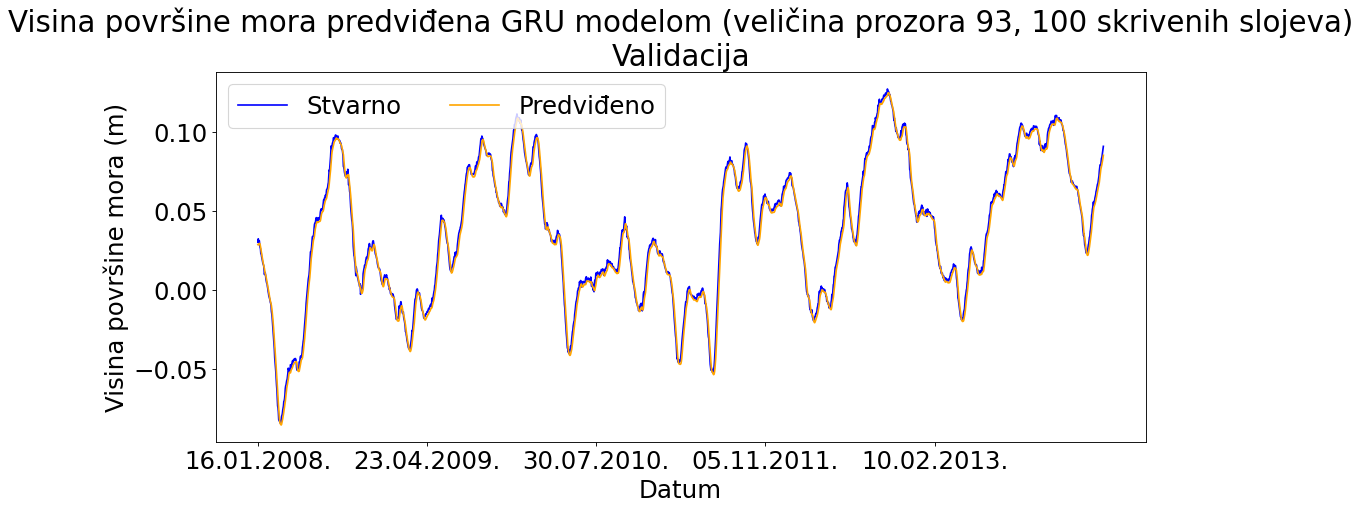 Visina površine mora predviđena GRU modelom (veličina prozora 93, 100 skrivenih slojeva)
Validacija
Stvarno Predviđeno
Visina površine mora (m)
0.10
0.05
0.00
−0.05
16.01.2008. 23.04.2009. 30.07.2010. 05.11.2011. 10.02.2013.
Datum